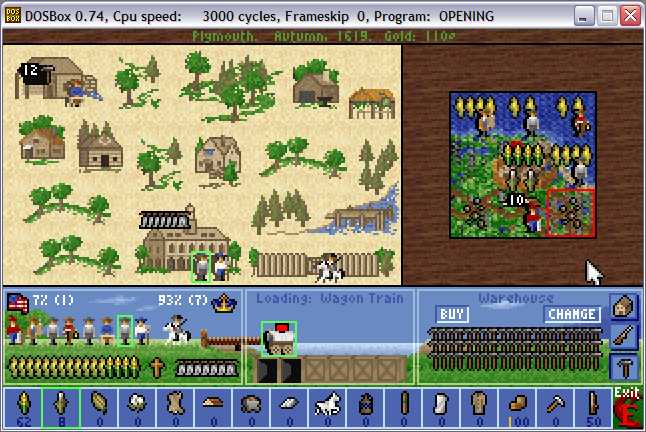 DOS BOX
DOSBox 0.74, Cpu speed: 3000 cycles, Frameskip 0, Program: OPENING
Plymouth. Autumn, 1619. Gold: 110¢
12
10
7% (1) 93% (7)
Loading: Wagon Train
Warehouse
BUY CHANGE
Exit
62 8 0 0 0 0 0 0 0 0 0 0 0 100 0 50